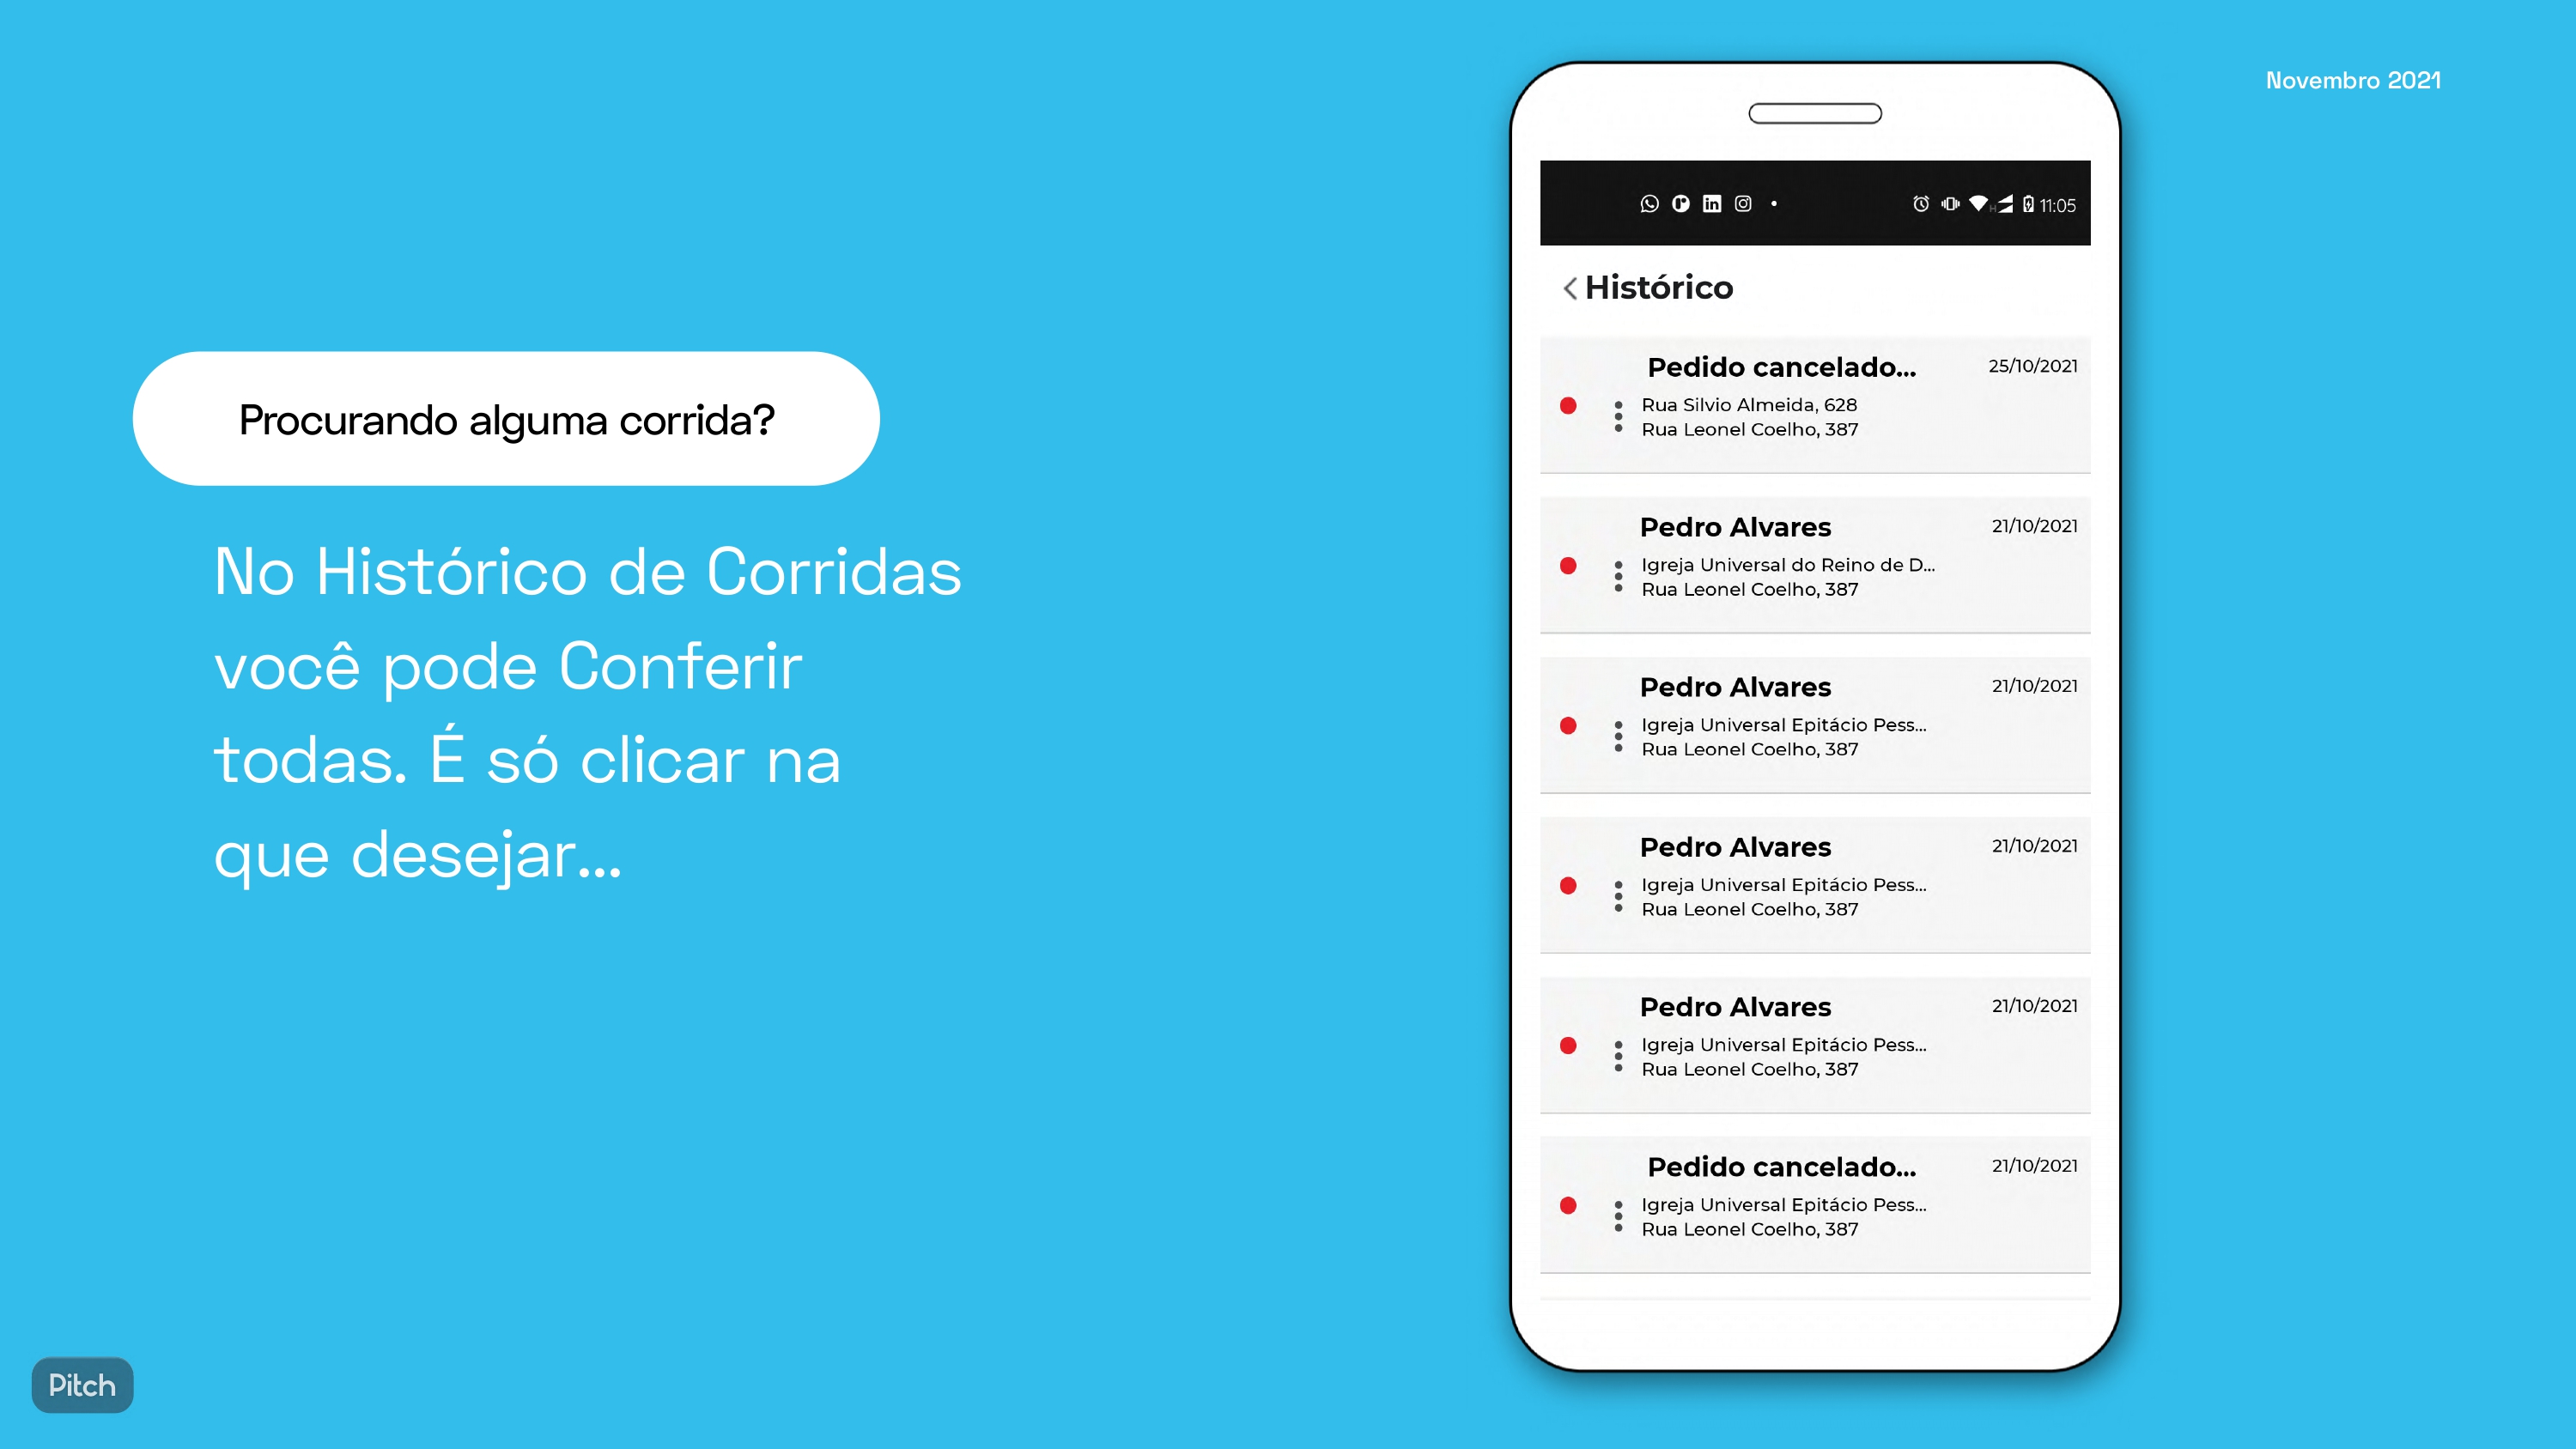 Novembro 2021
Procurando alguma corrida?
No Histórico de Corridas
você pode Conferir
todas. É só clicar na
que desejar...
11:05
Histórico
Pedido cancelado...
25/10/2021
Rua Silvio Almeida, 628
Rua Leonel Coelho, 387
Pedro Alvares
21/10/2021
Igreja Universal do Reino de D...
Rua Leonel Coelho, 387
Pedro Alvares
21/10/2021
Igreja Universal Epitácio Pess...
Rua Leonel Coelho, 387
Pedro Alvares
21/10/2021
Igreja Universal Epitácio Pess...
Rua Leonel Coelho, 387
Pedro Alvares
21/10/2021
Igreja Universal Epitácio Pess...
Rua Leonel Coelho, 387
Pedido cancelado...
21/10/2021
Igreja Universal Epitácio Pess...
Rua Leonel Coelho, 387
Pitch